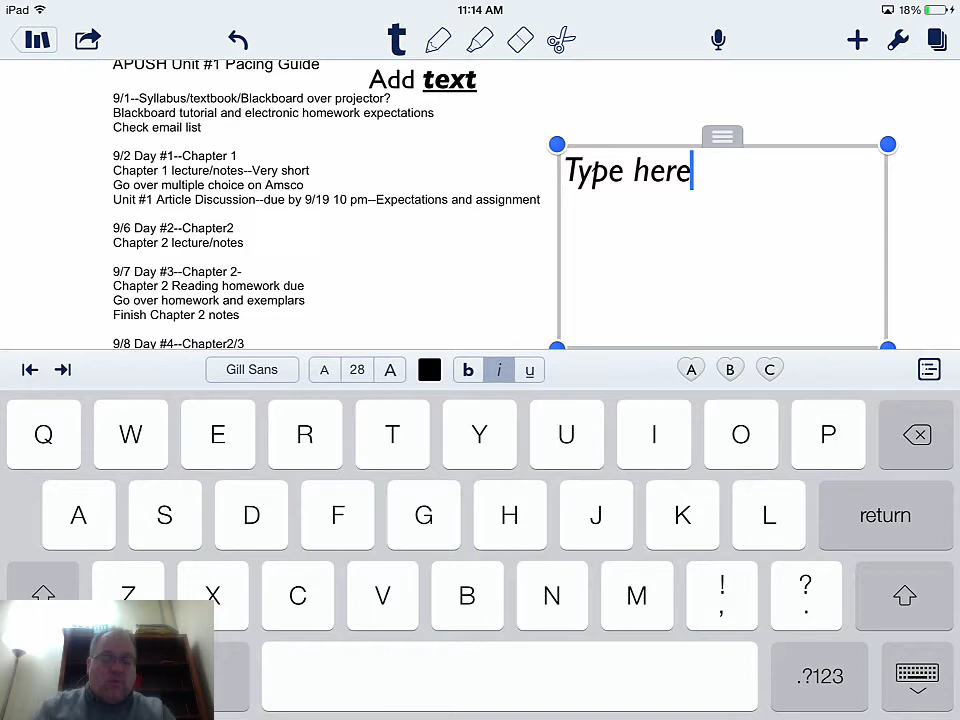 iPad 11:14 AM 18%
t
APUSH Unit #1 Pacing Guide
Add text
9/1--Syllabus/textbook/Blackboard over projector?
Blackboard tutorial and electronic homework expectations
Check email list
9/2 Day #1--Chapter 1
Chapter 1 lecture/notes--Very short
Go over multiple choice on Amsco
Unit #1 Article Discussion--due by 9/19 10 pm--Expectations and assignment
9/6 Day #2--Chapter2
Chapter 2 lecture/notes
9/7 Day #3--Chapter 2-
Chapter 2 Reading homework due
Go over homework and exemplars
Finish Chapter 2 notes
9/8 Day #4--Chapter2/3
Type here
Gill Sans A 28 A b i u A B C
Q W E R T Y U I O P
A S D F G H J K L return
Z X C V B N M ! , ? .
.?123